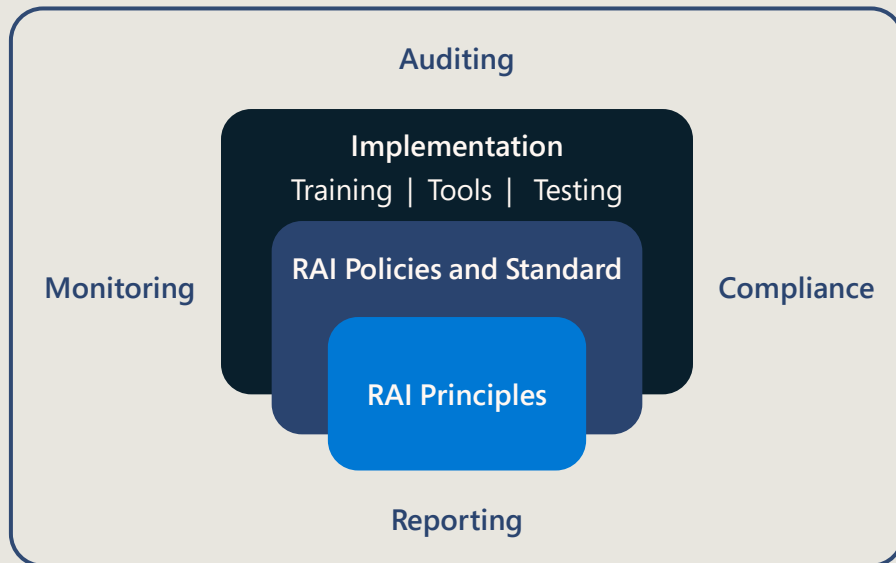 Auditing
Implementation
Training | Tools | Testing
RAI Policies and Standard
Monitoring
Compliance
RAI Principles
Reporting